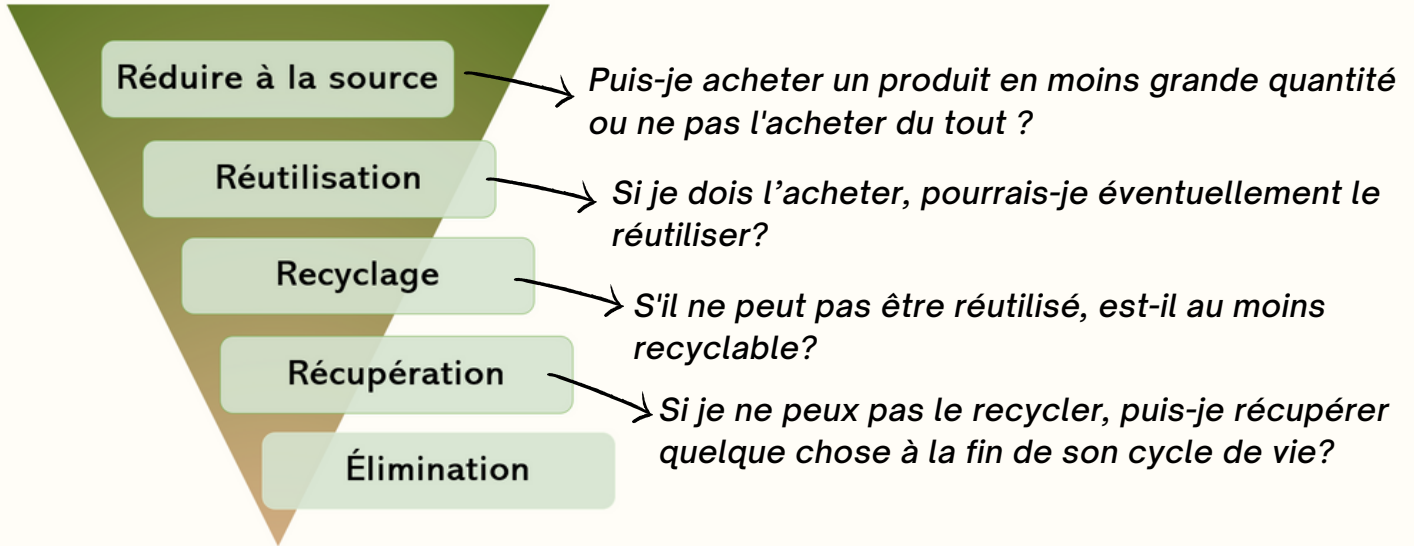 Réduire à la source
Puis-je acheter un produit en moins grande quantité
ou ne pas l'acheter du tout ?
Réutilisation
Si je dois l’acheter, pourrais-je éventuellement le
réutiliser?
Recyclage
S'il ne peut pas être réutilisé, est-il au moins
recyclable?
Récupération
Si je ne peux pas le recycler, puis-je récupérer
quelque chose à la fin de son cycle de vie?
Élimination